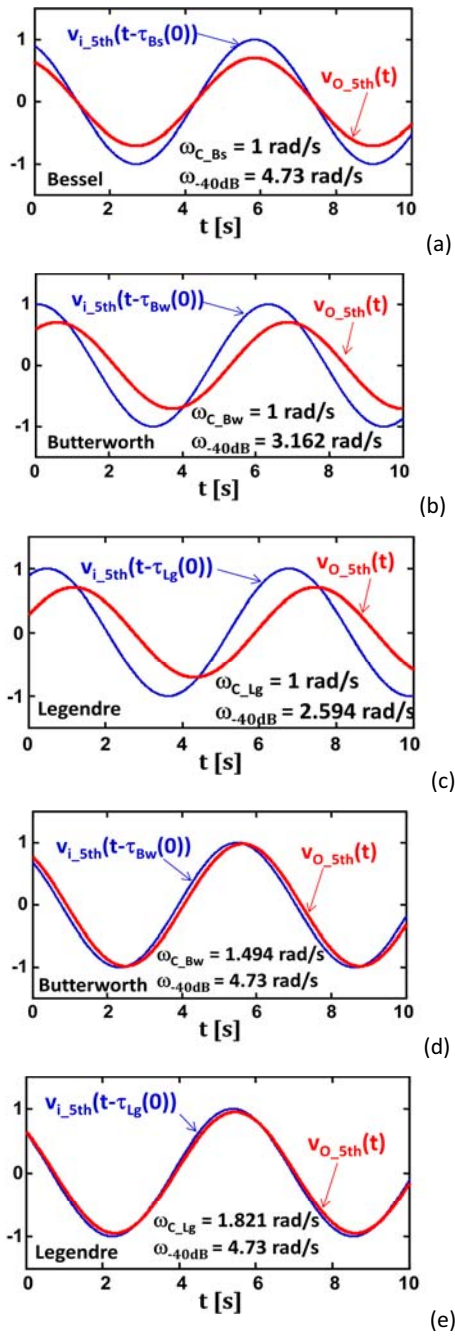 v_i_5th(t-τ_Bs(0))
v_O_5th(t)
1
0
-1
ω_C_Bs = 1 rad/s
ω_-40dB = 4.73 rad/s
Bessel
0 2 4 6 8 10
t [s]
(a)
v_i_5th(t-τ_Bw(0))
v_O_5th(t)
1
0
-1
ω_C_Bw = 1 rad/s
ω_-40dB = 3.162 rad/s
Butterworth
0 2 4 6 8 10
t [s]
(b)
v_i_5th(t-τ_Lg(0))
v_O_5th(t)
1
0
-1
ω_C_Lg = 1 rad/s
ω_-40dB = 2.594 rad/s
Legendre
0 2 4 6 8 10
t [s]
(c)
v_i_5th(t-τ_Bw(0))
v_O_5th(t)
1
0
-1
ω_C_Bw = 1.494 rad/s
ω_-40dB = 4.73 rad/s
Butterworth
0 2 4 6 8 10
t [s]
(d)
v_i_5th(t-τ_Lg(0))
v_O_5th(t)
1
0
-1
ω_C_Lg = 1.821 rad/s
ω_-40dB = 4.73 rad/s
Legendre
0 2 4 6 8 10
t [s]
(e)